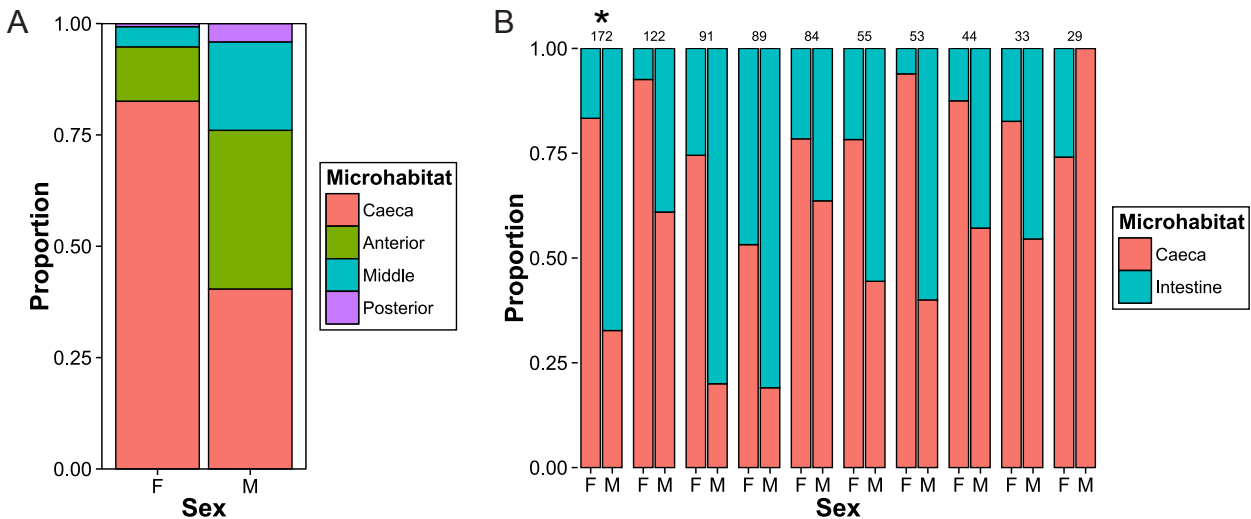 A
1.00
0.75
0.50
0.25
0.00
Proportion
F M
Sex
Microhabitat
Caeca
Anterior
Middle
Posterior
B
*
172 122 91 89 84 55 53 44 33 29
1.00
0.75
0.50
0.25
0.00
Proportion
F M F M F M F M F M F M F M F M F M F M
Sex
Microhabitat
Caeca
Intestine